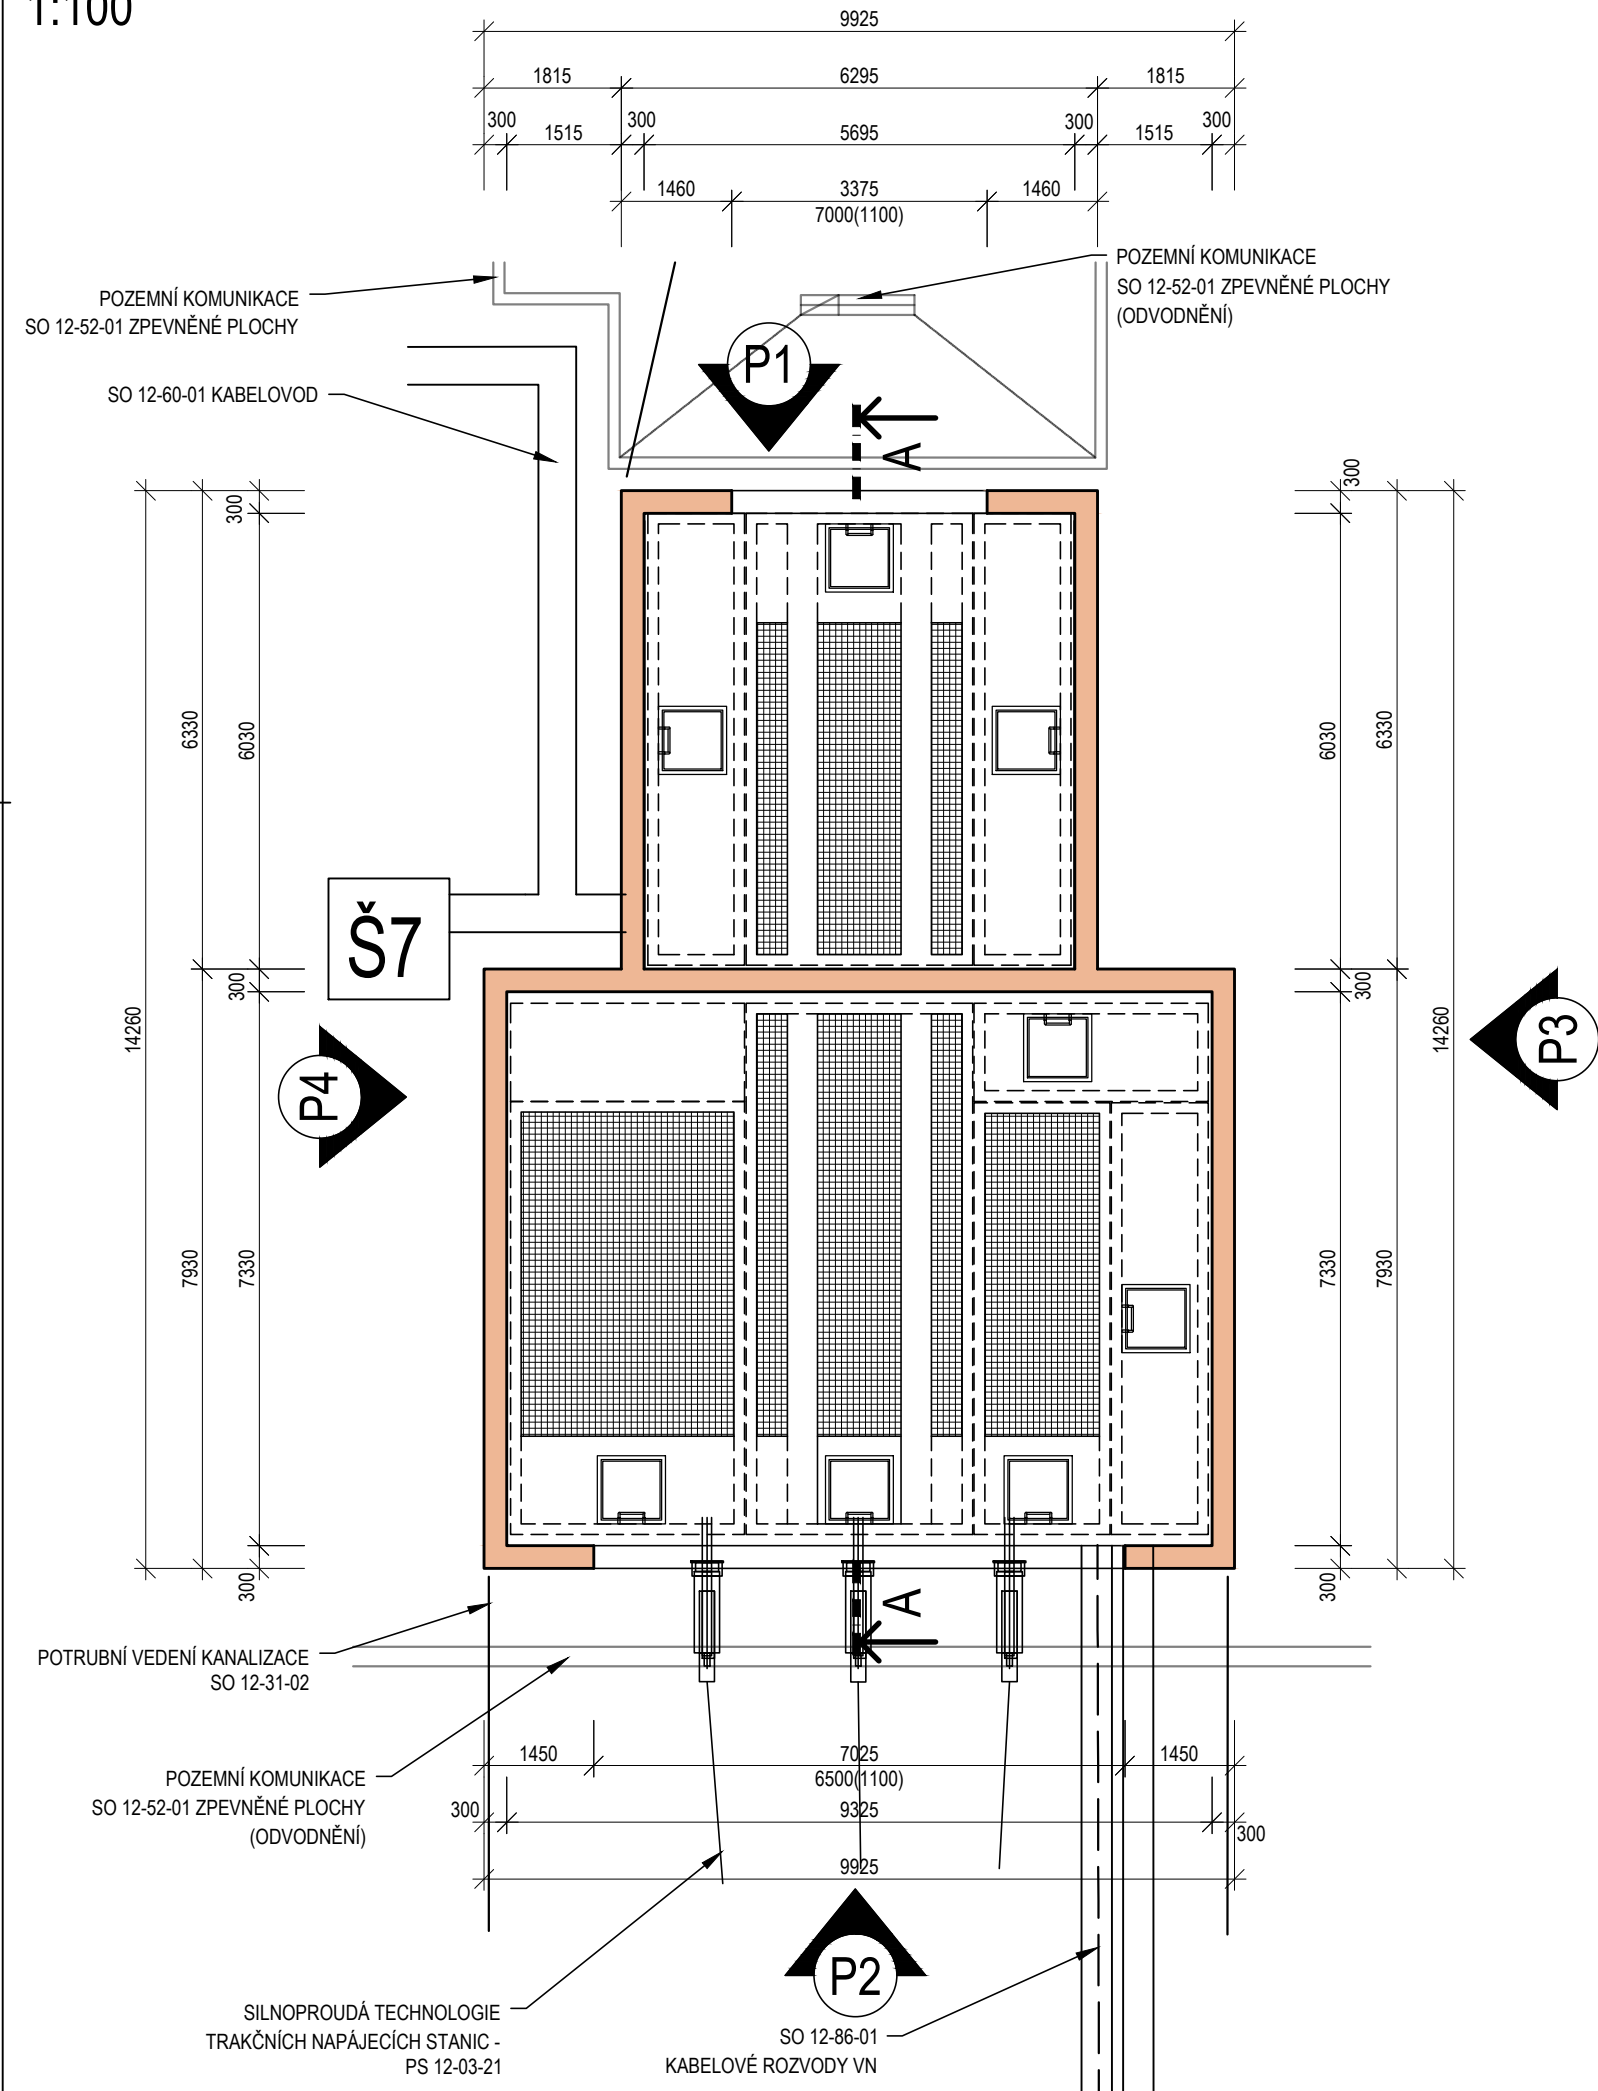 1:100
9925
1815
6295
1815
300
1515
300
5695
300
1515
300
1460
3375
1460
7000(1100)
POZEMNÍ KOMUNIKACE
SO 12-52-01 ZPEVNĚNÉ PLOCHY
POZEMNÍ KOMUNIKACE
SO 12-52-01 ZPEVNĚNÉ PLOCHY
(ODVODNĚNÍ)
P1
SO 12-60-01 KABELOVOD
A
300
300
6330
6030
6030
6330
Š7
300
300
14260
14260
P4
P3
7930
7330
7330
7930
300
300
A
POTRUBNÍ VEDENÍ KANALIZACE
SO 12-31-02
1450
7025
1450
6500(1100)
POZEMNÍ KOMUNIKACE
SO 12-52-01 ZPEVNĚNÉ PLOCHY
(ODVODNĚNÍ)
300
9325
300
9925
P2
SILNOPROUDÁ TECHNOLOGIE
TRAKČNÍCH NAPÁJECÍCH STANIC -
PS 12-03-21
SO 12-86-01
KABELOVÉ ROZVODY VN